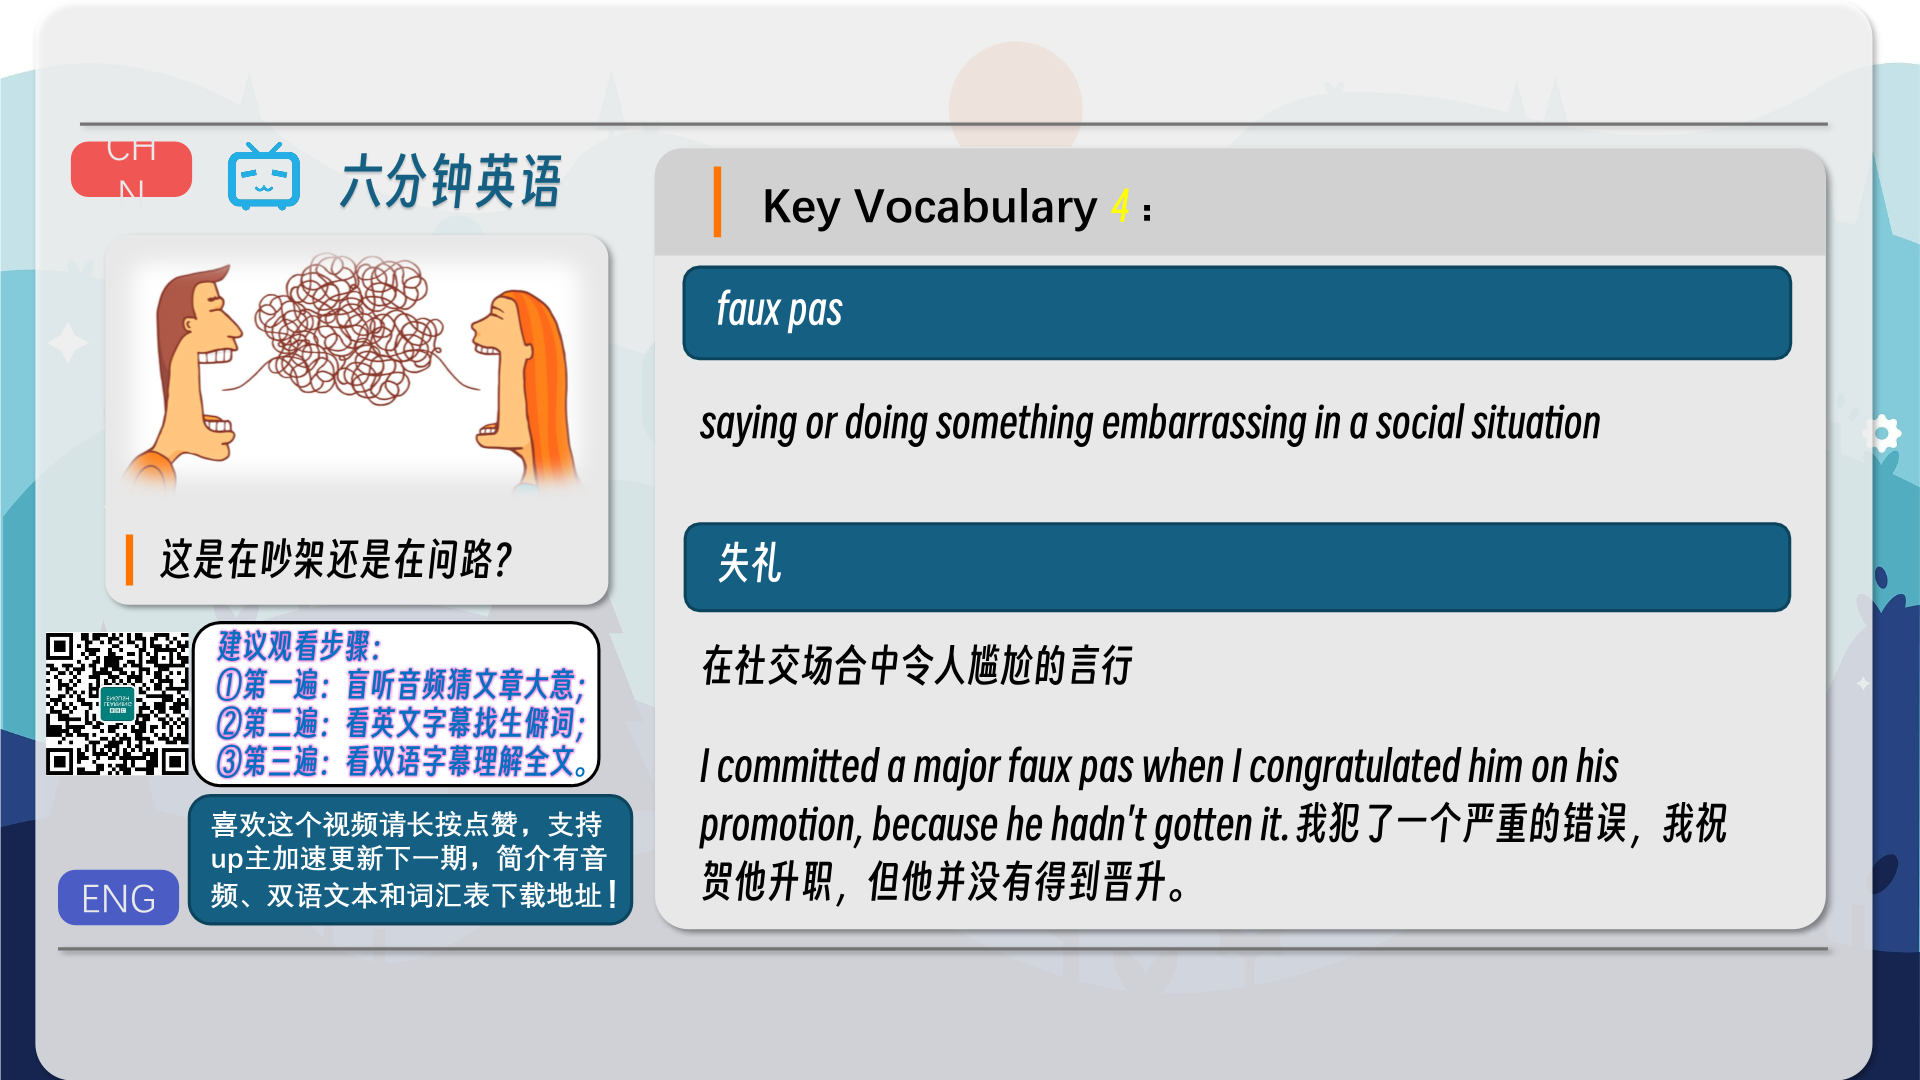 CH
N
六分钟英语
这是在吵架还是在问路?
建议观看步骤：
①第一遍：盲听音频猜文章大意；
②第二遍：看英文字幕找生僻词；
③第三遍：看双语字幕理解全文。
喜欢这个视频请长按点赞，支持
up主加速更新下一期，简介有音
频、双语文本和词汇表下载地址！
ENG
Key Vocabulary 4：
faux pas
saying or doing something embarrassing in a social situation
失礼
在社交场合中令人尴尬的言行
I committed a major faux pas when I congratulated him on his
promotion, because he hadn't gotten it. 我犯了一个严重的错误，我祝
贺他升职，但他并没有得到晋升。